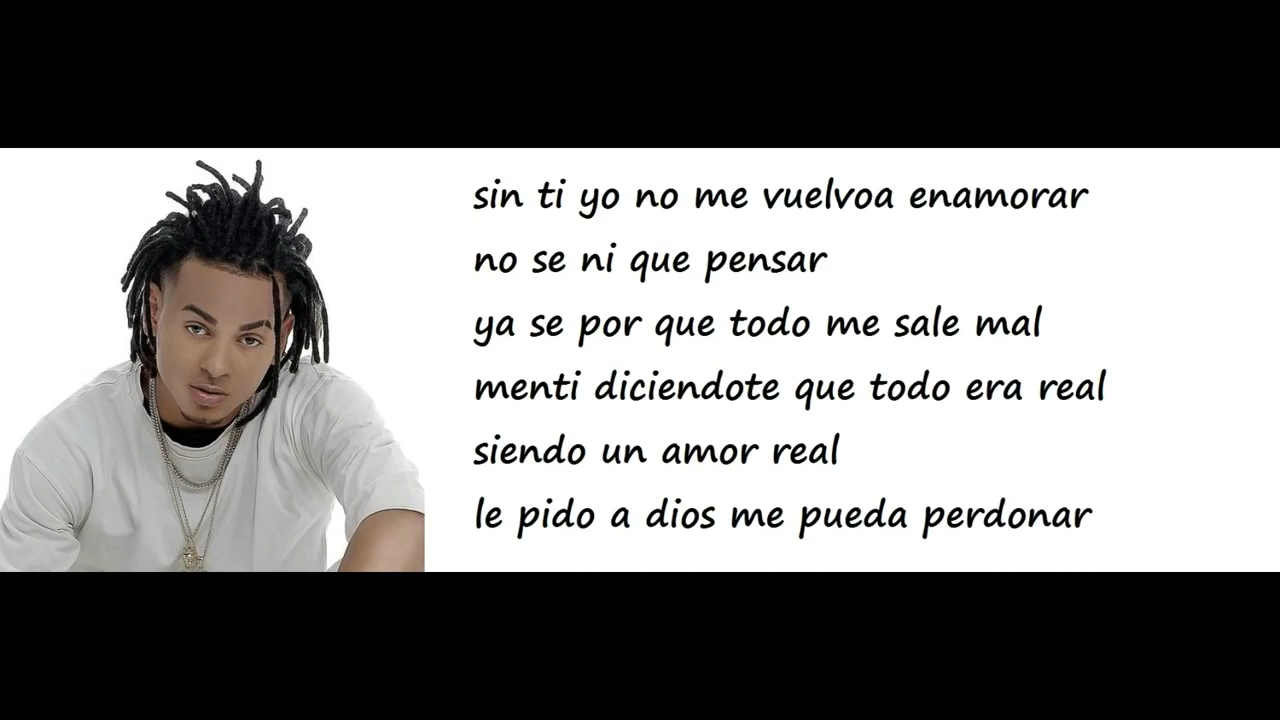 sin ti yo no me vuelvoa enamorar
no se ni que pensar
ya se por que todo me sale mal
menti diciendote que todo era real
siendo un amor real
le pido a dios me pueda perdonar